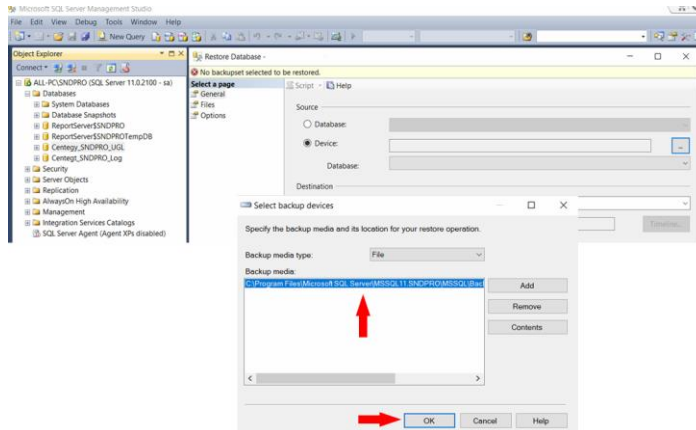 Microsoft SQL Server Management Studio
File Edit View Debug Tools Window Help
New Query
Object Explorer
Connect
ALL-PC\SNDPRO (SQL Server 11.0.2100 - sa)
Databases
System Databases
Database Snapshots
ReportServer$SNDPRO
ReportServer$SNDPROTempDB
Centegy_SNDPRO_UGL
Centegt_SNDPRO_Log
Security
Server Objects
Replication
AlwaysOn High Availability
Management
Integration Services Catalogs
SQL Server Agent (Agent XPs disabled)
Restore Database -
No backupset selected to be restored.
Select a page
General
Files
Options
Script Help
Source
Database:
Device:
...
Database:
Destination
Timeline...
Select backup devices
Specify the backup media and its location for your restore operation.
Backup media type: File
Backup media:
C:\Program Files\Microsoft SQL Server\MSSQL11.SNDPRO\MSSQL\Bac
Add
Remove
Contents
OK Cancel Help